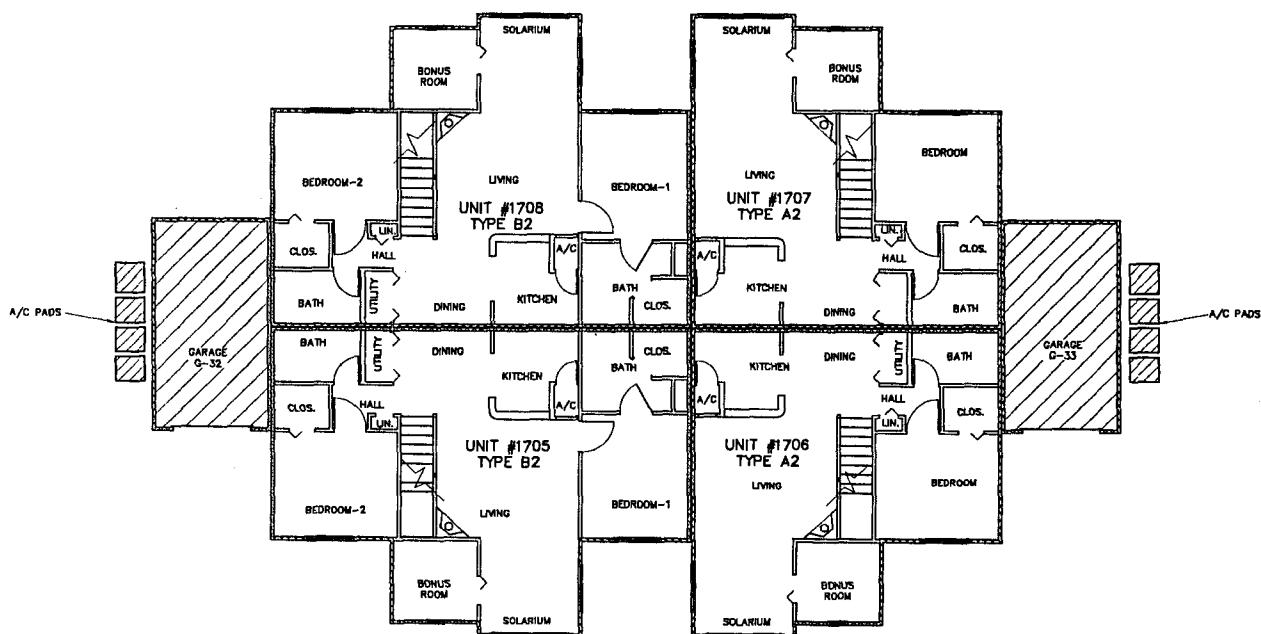 SOLARIUM
SOLARIUM
BONUS
ROOM
BONUS
ROOM
BEDROOM-2
LIVING
BEDROOM-1
LIVING
BEDROOM
UNIT #1708
TYPE B2
UNIT #1707
TYPE A2
LIN.
LIN.
CLOS.
HALL
A/C
A/C
HALL
CLOS.
BATH
UTILITY
DINING
KITCHEN
BATH
CLOS.
KITCHEN
DINING
BATH
A/C PADS
A/C PADS
GARAGE
G-32
GARAGE
G-33
BATH
UTILITY
DINING
KITCHEN
BATH
CLOS.
KITCHEN
DINING
UTILITY
BATH
CLOS.
HALL
A/C
A/C
HALL
CLOS.
LIN.
LIN.
UNIT #1705
TYPE B2
UNIT #1706
TYPE A2
BEDROOM-2
LIVING
BEDROOM-1
LIVING
BEDROOM
BONUS
ROOM
BONUS
ROOM
SOLARIUM
SOLARIUM